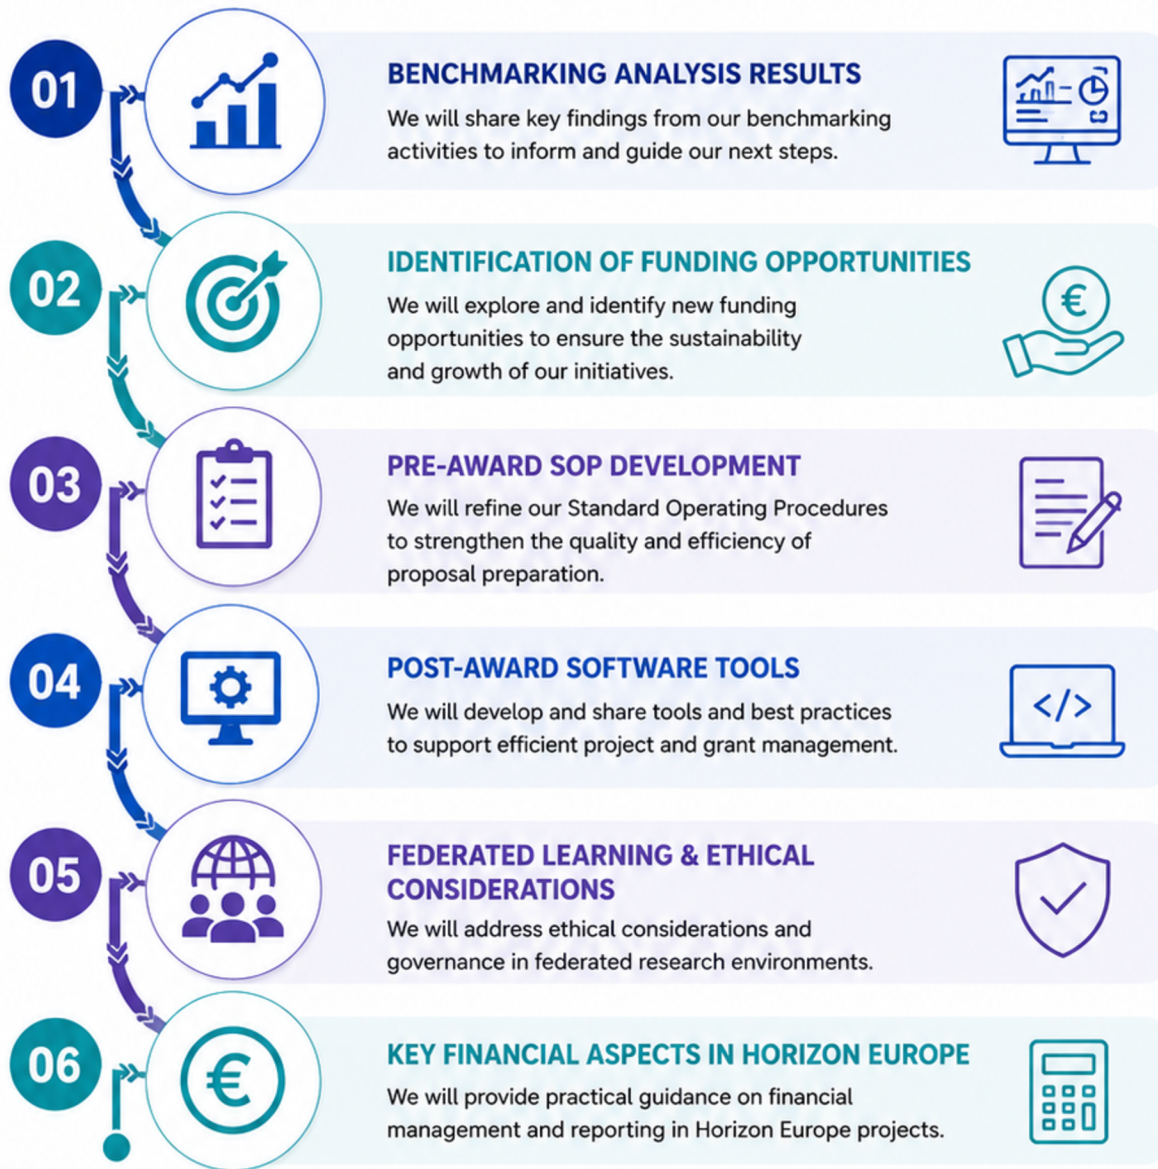 01
BENCHMARKING ANALYSIS RESULTS
We will share key findings from our benchmarking
activities to inform and guide our next steps.
02
IDENTIFICATION OF FUNDING OPPORTUNITIES
We will explore and identify new funding
opportunities to ensure the sustainability
and growth of our initiatives.
€
03
PRE-AWARD SOP DEVELOPMENT
We will refine our Standard Operating Procedures
to strengthen the quality and efficiency of
proposal preparation.
04
POST-AWARD SOFTWARE TOOLS
We will develop and share tools and best practices
to support efficient project and grant management.
</>
05
FEDERATED LEARNING & ETHICAL
CONSIDERATIONS
We will address ethical considerations and
governance in federated research environments.
06
€
KEY FINANCIAL ASPECTS IN HORIZON EUROPE
We will provide practical guidance on financial
management and reporting in Horizon Europe projects.